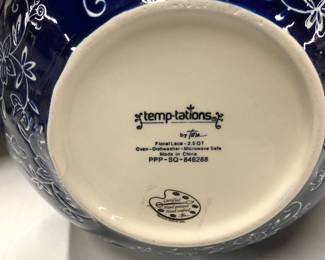 temp-tations
by Tara
Floral Lace - 2.5 QT
Oven - Dishwasher - Microwave Safe
Made in China
PPP-SQ-846288
Certified